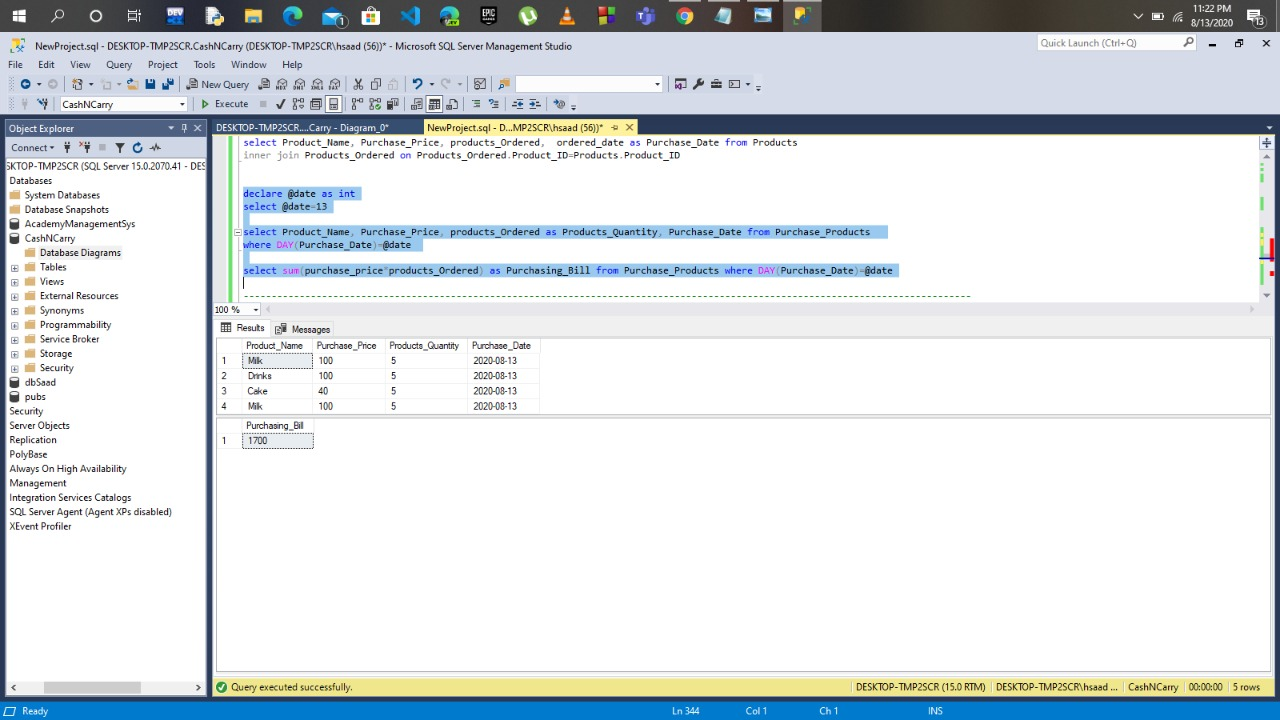 11:22 PM
8/13/2020
13
NewProject.sql - DESKTOP-TMP2SCR.CashNCarry (DESKTOP-TMP2SCR\hsaad (56))* - Microsoft SQL Server Management Studio
Quick Launch (Ctrl+Q)
File Edit View Query Project Tools Window Help
New Query
CashNCarry
Execute
Object Explorer
Connect
SKTOP-TMP2SCR (SQL Server 15.0.2070.41 - DES
Databases
System Databases
Database Snapshots
AcademyManagementSys
CashNCarry
Database Diagrams
Tables
Views
External Resources
Synonyms
Programmability
Service Broker
Storage
Security
dbSaad
pubs
Security
Server Objects
Replication
PolyBase
Always On High Availability
Management
Integration Services Catalogs
SQL Server Agent (Agent XPs disabled)
XEvent Profiler
DESKTOP-TMP2SCR....Carry - Diagram_0*
NewProject.sql - D...MP2SCR\hsaad (56))*
select Product_Name, Purchase_Price, products_Ordered,  ordered_date as Purchase_Date from Products
inner join Products_Ordered on Products_Ordered.Product_ID=Products.Product_ID
declare @date as int
select @date=13
select Product_Name, Purchase_Price, products_Ordered as Products_Quantity, Purchase_Date from Purchase_Products
where DAY(Purchase_Date)=@date
select sum(purchase_price*products_Ordered) as Purchasing_Bill from Purchase_Products where DAY(Purchase_Date)=@date
100 %
Results Messages
Product_Name Purchase_Price Products_Quantity Purchase_Date
1 Milk 100 5 2020-08-13
2 Drinks 100 5 2020-08-13
3 Cake 40 5 2020-08-13
4 Milk 100 5 2020-08-13
Purchasing_Bill
1 1700
Query executed successfully.
DESKTOP-TMP2SCR (15.0 RTM) DESKTOP-TMP2SCR\hsaad ... CashNCarry 00:00:00 5 rows
Ready Ln 344 Col 1 Ch 1 INS